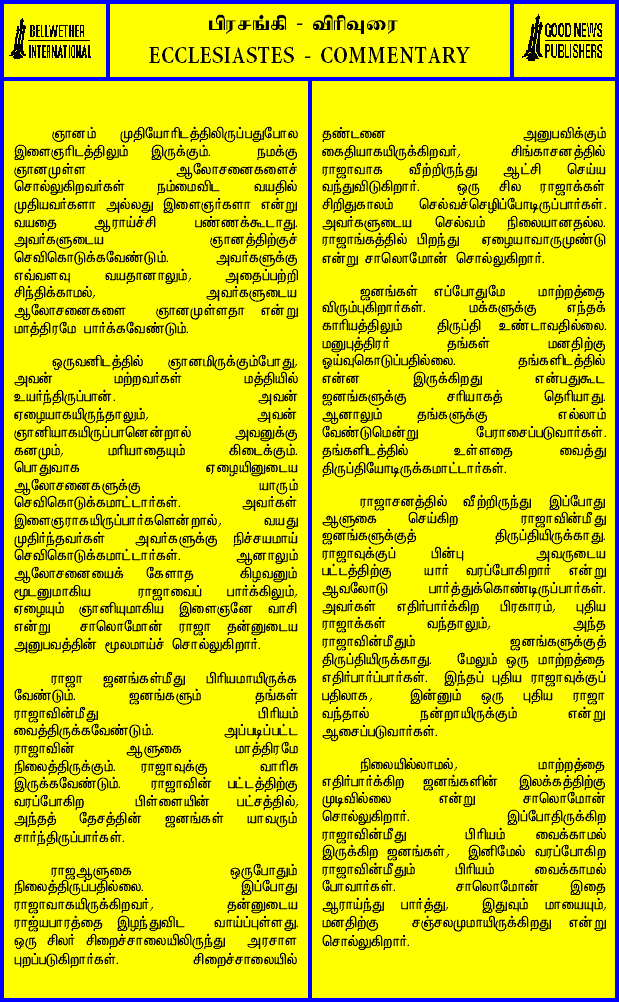 BELLWETHER
INTERNATIONAL
பிரசங்கி - விரிவுரை
ECCLESIASTES - COMMENTARY
GOOD NEWS
PUBLISHERS
ஞானம் முதியோரிடத்திலிருப்பதுபோல
இளைஞரிடத்திலும் இருக்கும். நமக்கு
ஞானமுள்ள ஆலோசனைகளைச்
சொல்லுகிறவர்கள் நம்மைவிட வயதில்
முதியவர்களா அல்லது இளைஞர்களா என்று
வயதை ஆராய்ச்சி பண்ணக்கூடாது.
அவர்களுடைய ஞானத்திற்குச்
செவிகொடுக்கவேண்டும். அவர்களுக்கு
எவ்வளவு வயதானாலும், அதைப்பற்றி
சிந்திக்காமல், அவர்களுடைய
ஆலோசனைகளை ஞானமுள்ளதா என்று
மாத்திரமே பார்க்கவேண்டும்.
ஒருவனிடத்தில் ஞானமிருக்கும்போது,
அவன் மற்றவர்கள் மத்தியில்
உயர்ந்திருப்பான். அவன்
ஏழையாகயிருந்தாலும், அவன்
ஞானியாகயிருப்பானென்றால் அவனுக்கு
கனமும், மரியாதையும் கிடைக்கும்.
பொதுவாக ஏழையினுடைய
ஆலோசனைகளுக்கு யாரும்
செவிகொடுக்கமாட்டார்கள். அவர்கள்
இளைஞராகயிருப்பார்களென்றால், வயது
முதிர்ந்தவர்கள் அவர்களுக்கு நிச்சயமாய்
செவிகொடுக்கமாட்டார்கள். ஆனாலும்
ஆலோசனையைக் கேளாத கிழவனும்
மூடனுமாகிய ராஜாவைப் பார்க்கிலும்,
ஏழையும் ஞானியுமாகிய இளைஞனே வாசி
என்று சாலொமோன் ராஜா தன்னுடைய
அனுபவத்தின் மூலமாய்ச் சொல்லுகிறார்.
ராஜா ஜனங்கள்மீது பிரியமாயிருக்க
வேண்டும். ஜனங்களும் தங்கள்
ராஜாவின்மீது பிரியம்
வைத்திருக்கவேண்டும். அப்படிப்பட்ட
ராஜாவின் ஆளுகை மாத்திரமே
நிலைத்திருக்கும். ராஜாவுக்கு வாரிசு
இருக்கவேண்டும். ராஜாவின் பட்டத்திற்கு
வரப்போகிற பிள்ளையின் பட்சத்தில்,
அந்தத் தேசத்தின் ஜனங்கள் யாவரும்
சார்ந்திருப்பார்கள்.
ராஜஆளுகை ஒருபோதும்
நிலைத்திருப்பதில்லை. இப்போது
ராஜாவாகயிருக்கிறவர், தன்னுடைய
ராஜ்யபாரத்தை இழந்துவிட வாய்ப்புள்ளது.
ஒரு சிலர் சிறைச்சாலையிலிருந்து அரசாள
புறப்படுகிறார்கள். சிறைச்சாலையில்
தண்டனை அனுபவிக்கும்
கைதியாகயிருக்கிறவர், சிங்காசனத்தில்
ராஜாவாக வீற்றிருந்து ஆட்சி செய்ய
வந்துவிடுகிறார். ஒரு சில ராஜாக்கள்
சிறிதுகாலம் செல்வச்செழிப்போடிருப்பார்கள்.
அவர்களுடைய செல்வம் நிலையானதல்ல.
ராஜாங்கத்தில் பிறந்து ஏழையாவாருமுண்டு
என்று சாலொமோன் சொல்லுகிறார்.
ஜனங்கள் எப்போதுமே மாற்றத்தை
விரும்புகிறார்கள். மக்களுக்கு எந்தக்
காரியத்திலும் திருப்தி உண்டாவதில்லை.
மனுபுத்திரர் தங்கள் மனதிற்கு
ஓய்வுகொடுப்பதில்லை. தங்களிடத்தில்
என்ன இருக்கிறது என்பதுகூட
ஜனங்களுக்கு சரியாகத் தெரியாது.
ஆனாலும் தங்களுக்கு எல்லாம்
வேண்டுமென்று பேராசைப்படுவார்கள்.
தங்களிடத்தில் உள்ளதை வைத்து
திருப்தியோடிருக்கமாட்டார்கள்.
ராஜாசனத்தில் வீற்றிருந்து இப்போது
ஆளுகை செய்கிற ராஜாவின்மீது
ஜனங்களுக்குத் திருப்தியிருக்காது.
ராஜாவுக்குப் பின்பு அவருடைய
பட்டத்திற்கு யார் வரப்போகிறார் என்று
ஆவலோடு பார்த்துக்கொண்டிருப்பார்கள்.
அவர்கள் எதிர்பார்க்கிற பிரகாரம், புதிய
ராஜாக்கள் வந்தாலும், அந்த
ராஜாவின்மீதும் ஜனங்களுக்குத்
திருப்தியிருக்காது. மேலும் ஒரு மாற்றத்தை
எதிர்பார்ப்பார்கள். இந்தப் புதிய ராஜாவுக்குப்
பதிலாக, இன்னும் ஒரு புதிய ராஜா
வந்தால் நன்றாயிருக்கும் என்று
ஆசைப்படுவார்கள்.
நிலையில்லாமல், மாற்றத்தை
எதிர்பார்க்கிற ஜனங்களின் இலக்கத்திற்கு
முடிவில்லை என்று சாலொமோன்
சொல்லுகிறார். இப்போதிருக்கிற
ராஜாவின்மீது பிரியம் வைக்காமல்
இருக்கிற ஜனங்கள், இனிமேல் வரப்போகிற
ராஜாவின்மீதும் பிரியம் வைக்காமல்
போவார்கள். சாலொமோன் இதை
ஆராய்ந்து பார்த்து, இதுவும் மாயையும்,
மனதிற்கு சஞ்சலமுமாயிருக்கிறது என்று
சொல்லுகிறார்.